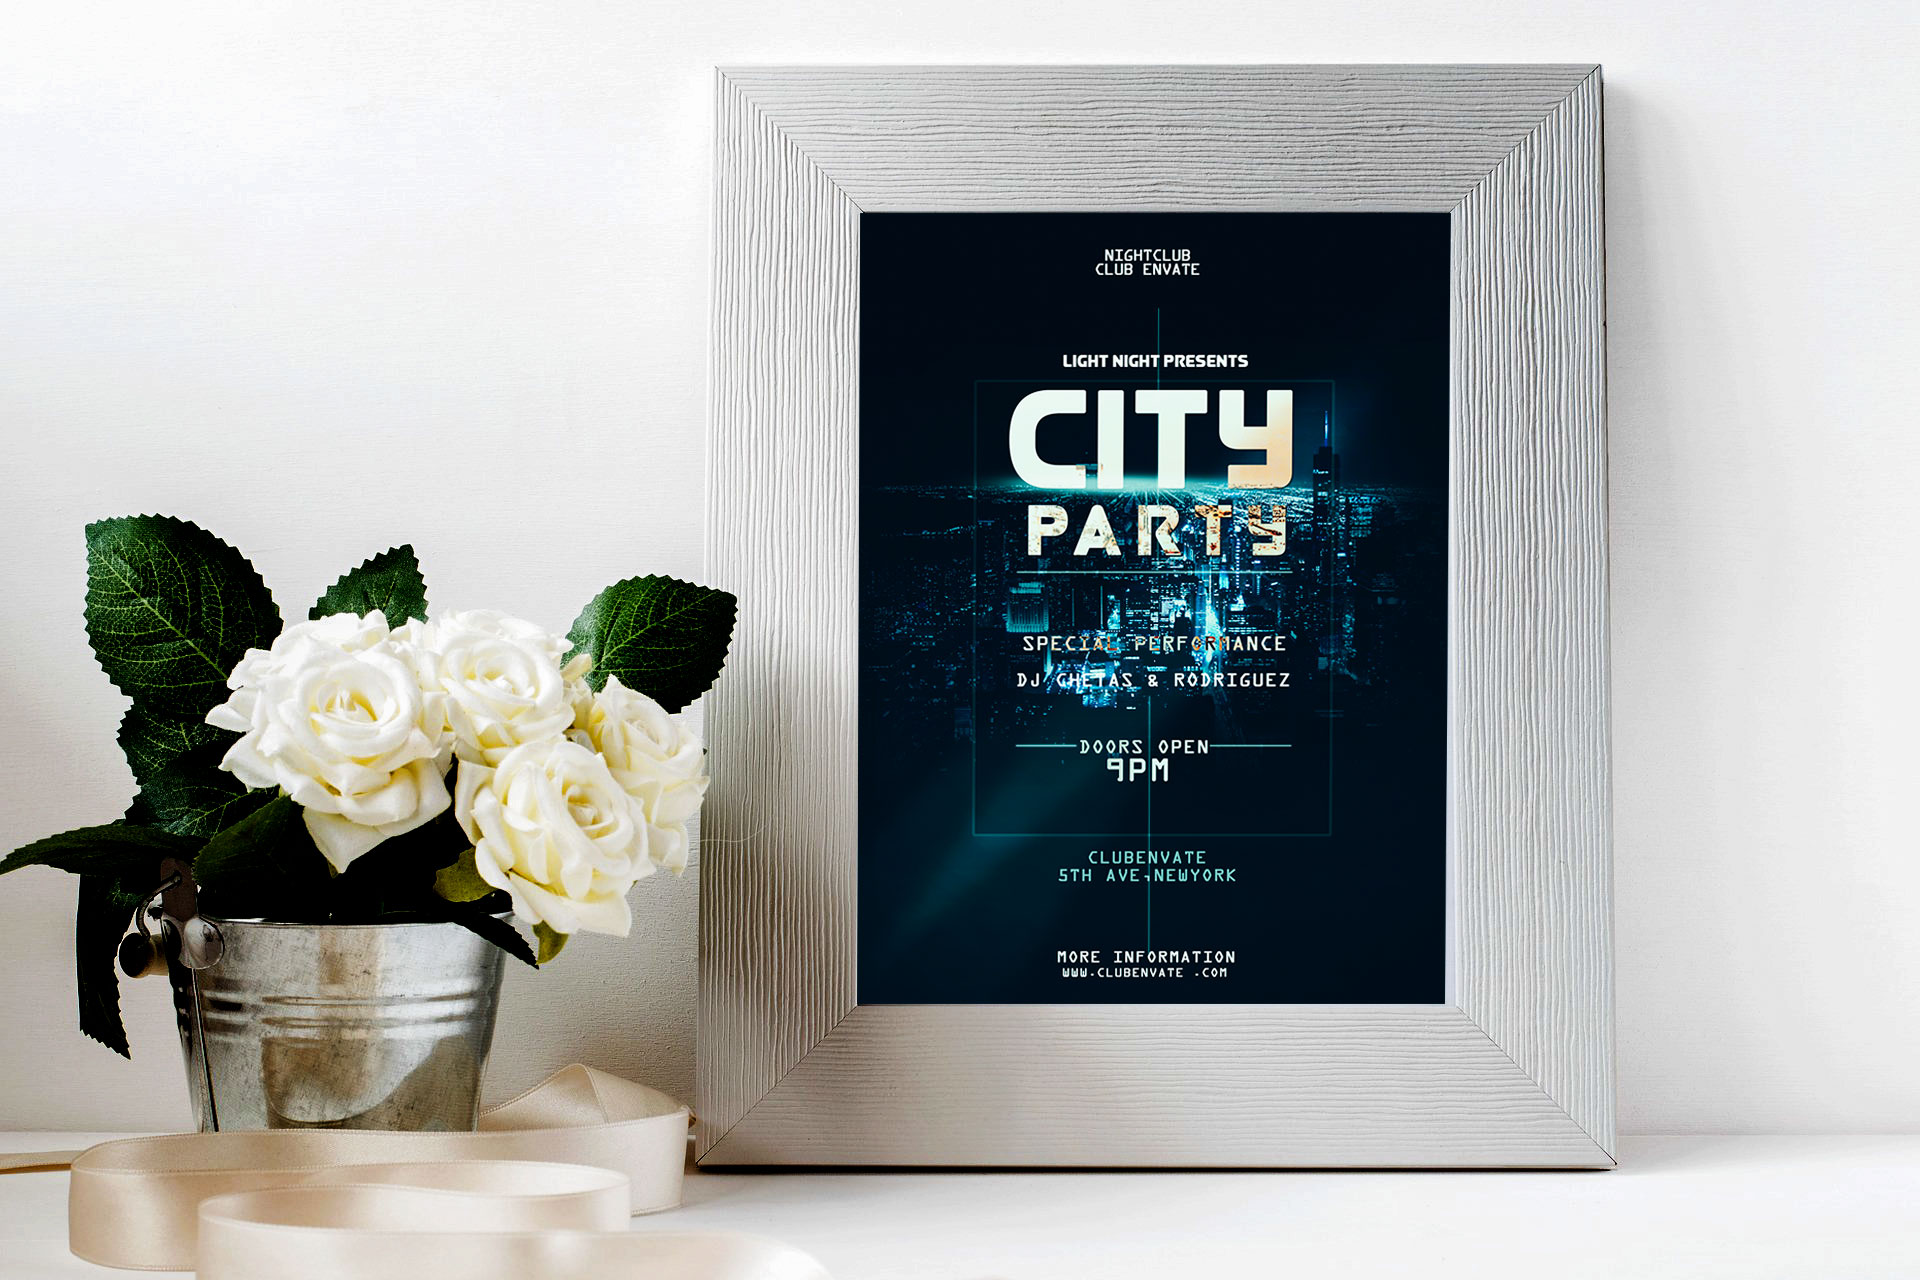 NIGHTCLUB
CLUB ENVATE
LIGHT NIGHT PRESENTS
CITY
PARTY
SPECIAL PERFORMANCE
DJ CHETAS & RODRIGUEZ
DOORS OPEN
9PM
CLUBENVATE
5TH AVE.NEWYORK
MORE INFORMATION
WWW.CLUBENVATE .COM